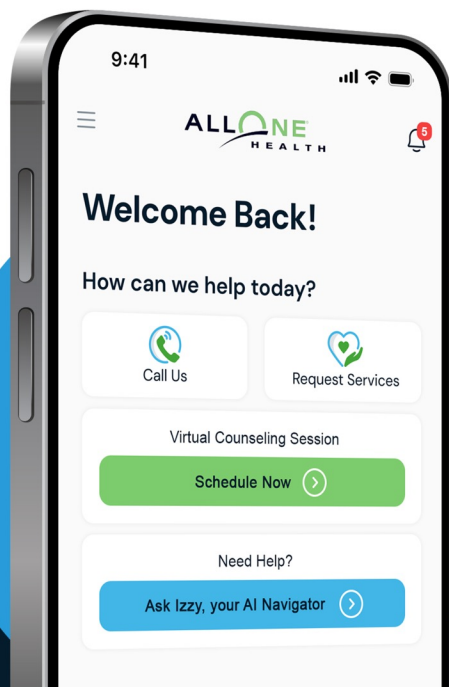 9:41
ALLONE
HEALTH
5
Welcome Back!
How can we help today?
Call Us
Request Services
Virtual Counseling Session
Schedule Now
Need Help?
Ask Izzy, your AI Navigator